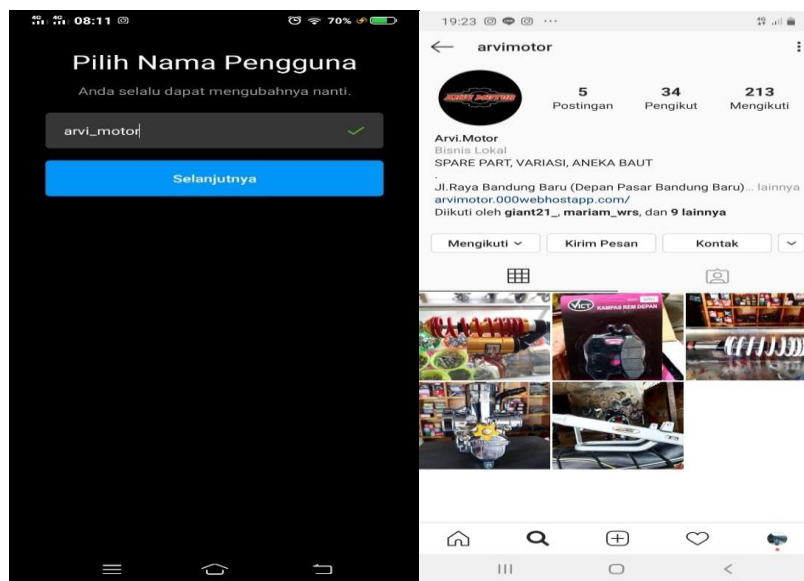 08:11
70%
Pilih Nama Pengguna
Anda selalu dapat mengubahnya nanti.
arvi_motor
Selanjutnya
19:23
arvimotor
ARVI MOTOR
5
34
213
Postingan
Pengikut
Mengikuti
Arvi.Motor
Bisnis Lokal
SPARE PART, VARIASI, ANEKA BAUT
.
Jl.Raya Bandung Baru (Depan Pasar Bandung Baru)... lainnya
arvimotor.000webhostapp.com/
Diikuti oleh giant21_, mariam_wrs, dan 9 lainnya
Mengikuti
Kirim Pesan
Kontak
VICT
KAMPAS REM DEPAN